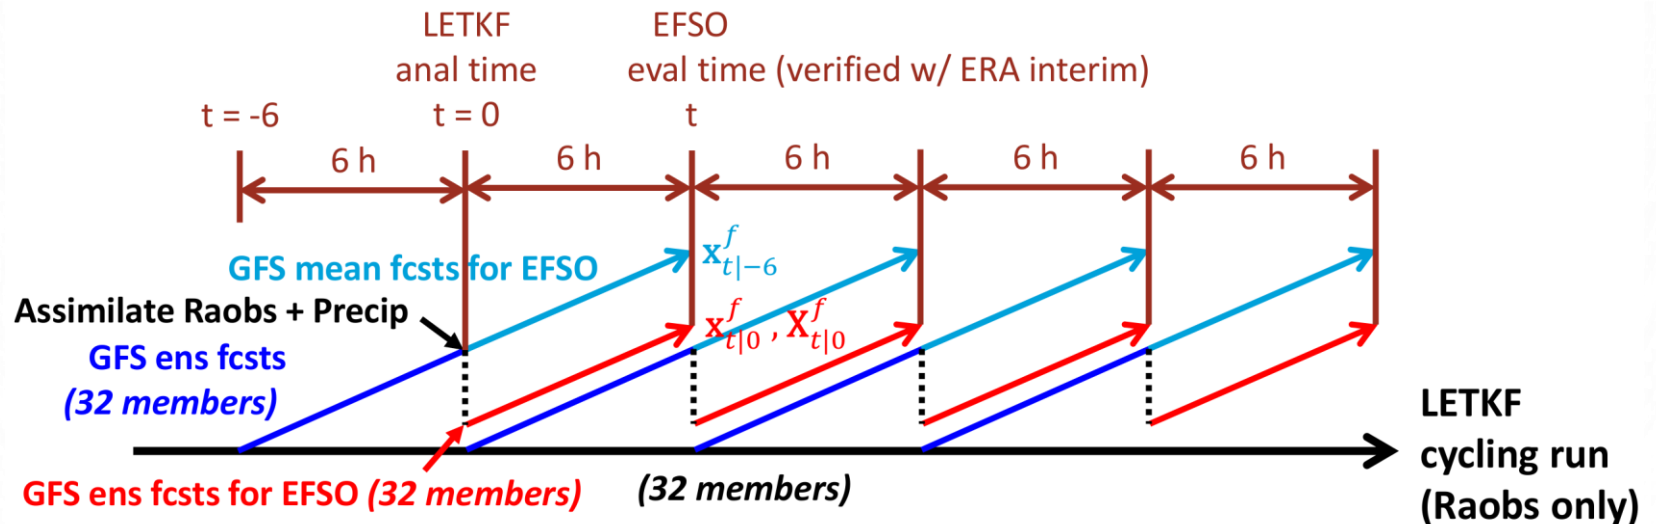 LETKF
anal time
t = 0
EFSO
eval time (verified w/ ERA interim)
t
t = -6
6 h
6 h
6 h
6 h
6 h
GFS mean fcsts for EFSO
x^f_{t|-6}
Assimilate Raobs + Precip
x^f_{t|0} , X^f_{t|0}
GFS ens fcsts
(32 members)
LETKF
cycling run
(Raobs only)
GFS ens fcsts for EFSO (32 members)
(32 members)